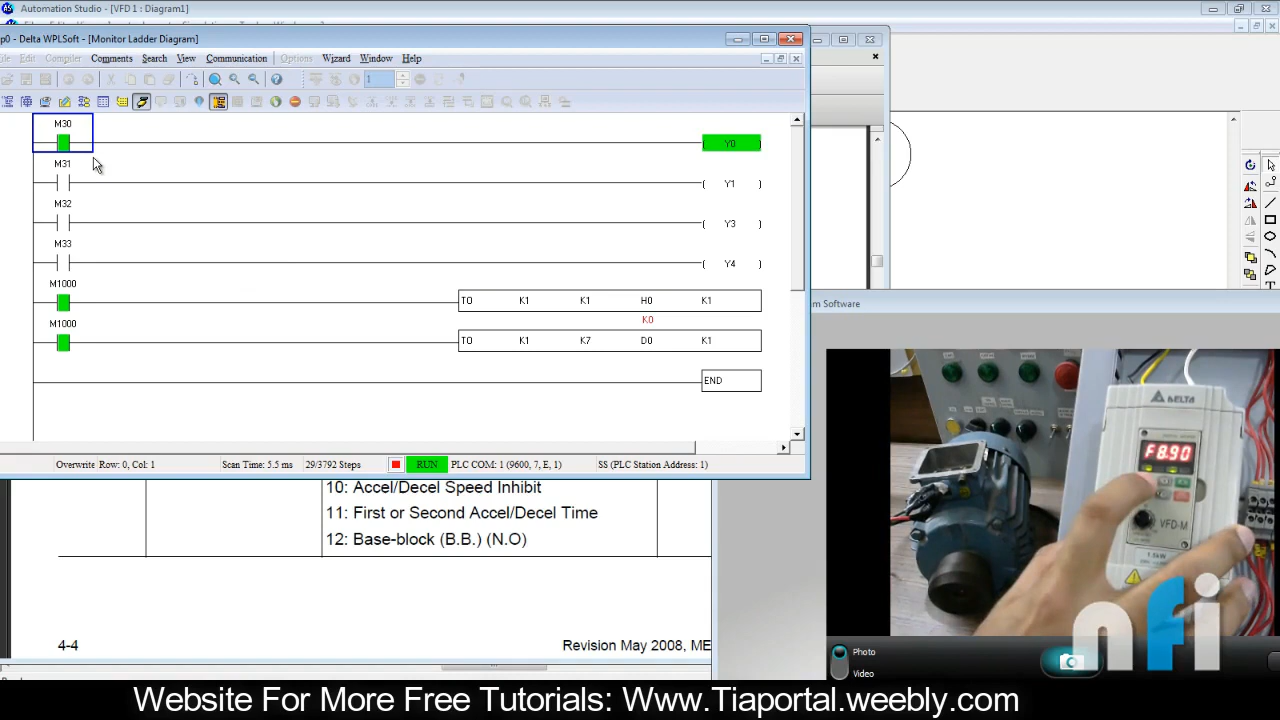 Automation Studio - [VFD 1 : Diagram1]
p0 - Delta WPLSoft - [Monitor Ladder Diagram]
Comments Search View Communication Options Wizard Window Help
1
M30
Y0
M31
Y1
M32
Y3
M33
Y4
M1000
TO K1 K1 H0 K1
K0
M1000
TO K1 K7 D0 K1
END
Overwrite Row: 0, Col: 1 Scan Time: 5.5 ms 29/3792 Steps RUN PLC COM: 1 (9600, 7, E, 1) SS (PLC Station Address: 1)
10: Accel/Decel Speed Inhibit
11: First or Second Accel/Decel Time
12: Base-block (B.B.) (N.O)
4-4 Revision May 2008, ME
Software
DELTA
F8.90
VFD-M
nfi
Photo
Video
Website For More Free Tutorials: Www.Tiaportal.weebly.com